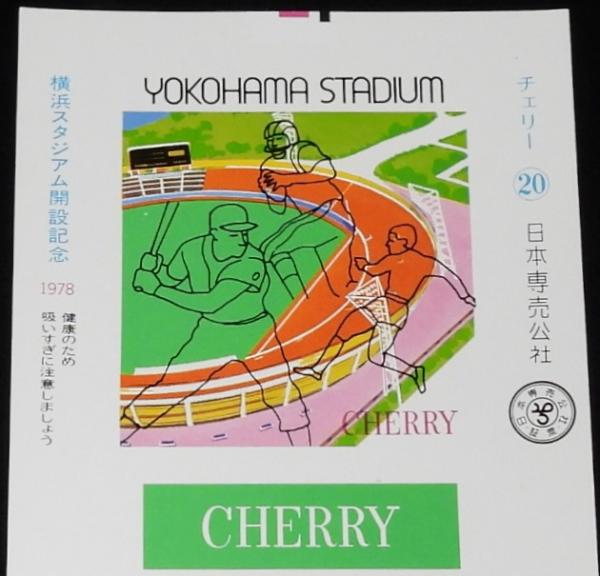 YOKOHAMA STADIUM
横浜スタジアム開設記念
1978
健康のため
吸いすぎに注意しましょう
チェリー
20
日本専売公社
CHERRY
CHERRY